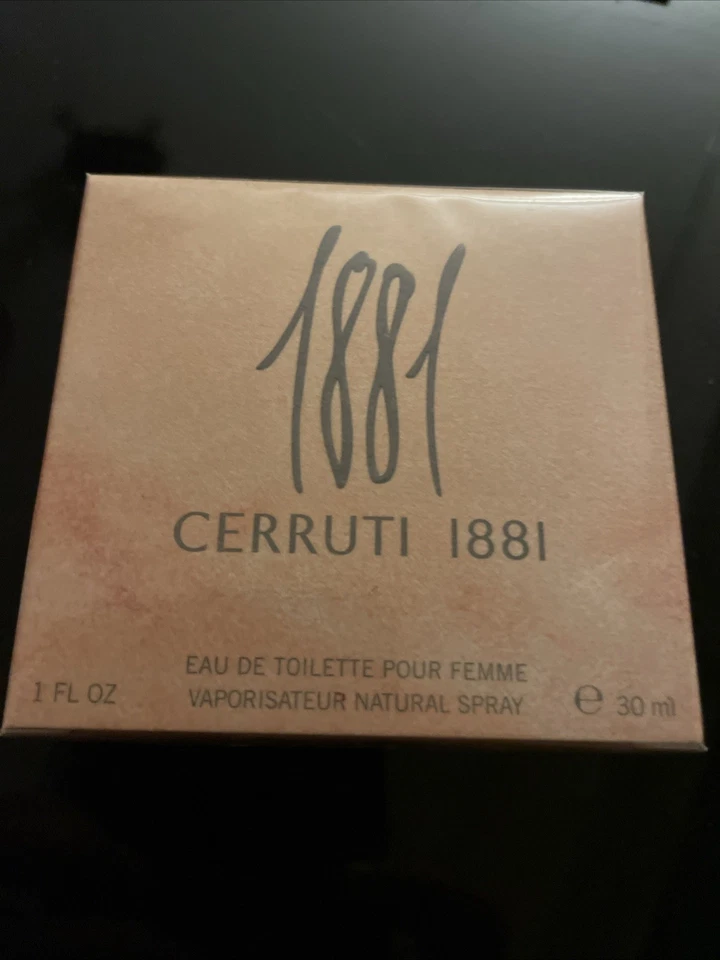 1881
CERRUTI 1881
EAU DE TOILETTE POUR FEMME
1 FL OZ VAPORISATEUR NATURAL SPRAY ℮ 30 ml